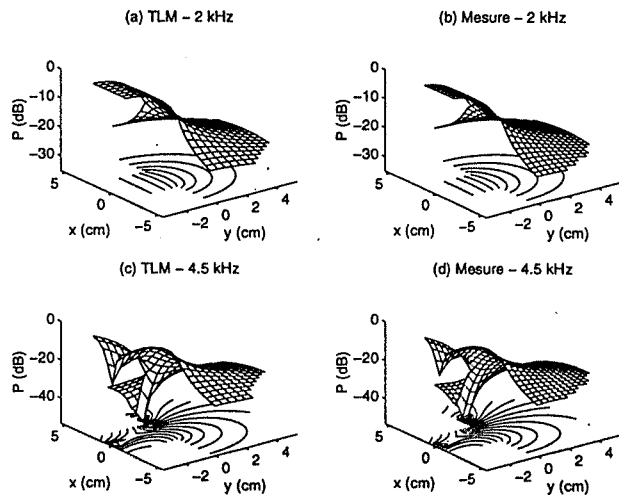 (a) TLM – 2 kHz
(b) Mesure – 2 kHz
0
−10
−20
−30
P (dB)
5
0
−5
x (cm)
−2
0
2
4
y (cm)
0
−10
−20
−30
P (dB)
5
0
−5
x (cm)
−2
0
2
4
y (cm)
(c) TLM – 4.5 kHz
(d) Mesure – 4.5 kHz
0
−20
−40
P (dB)
5
0
−5
x (cm)
−2
0
2
4
y (cm)
0
−20
−40
P (dB)
5
0
−5
x (cm)
−2
0
2
4
y (cm)